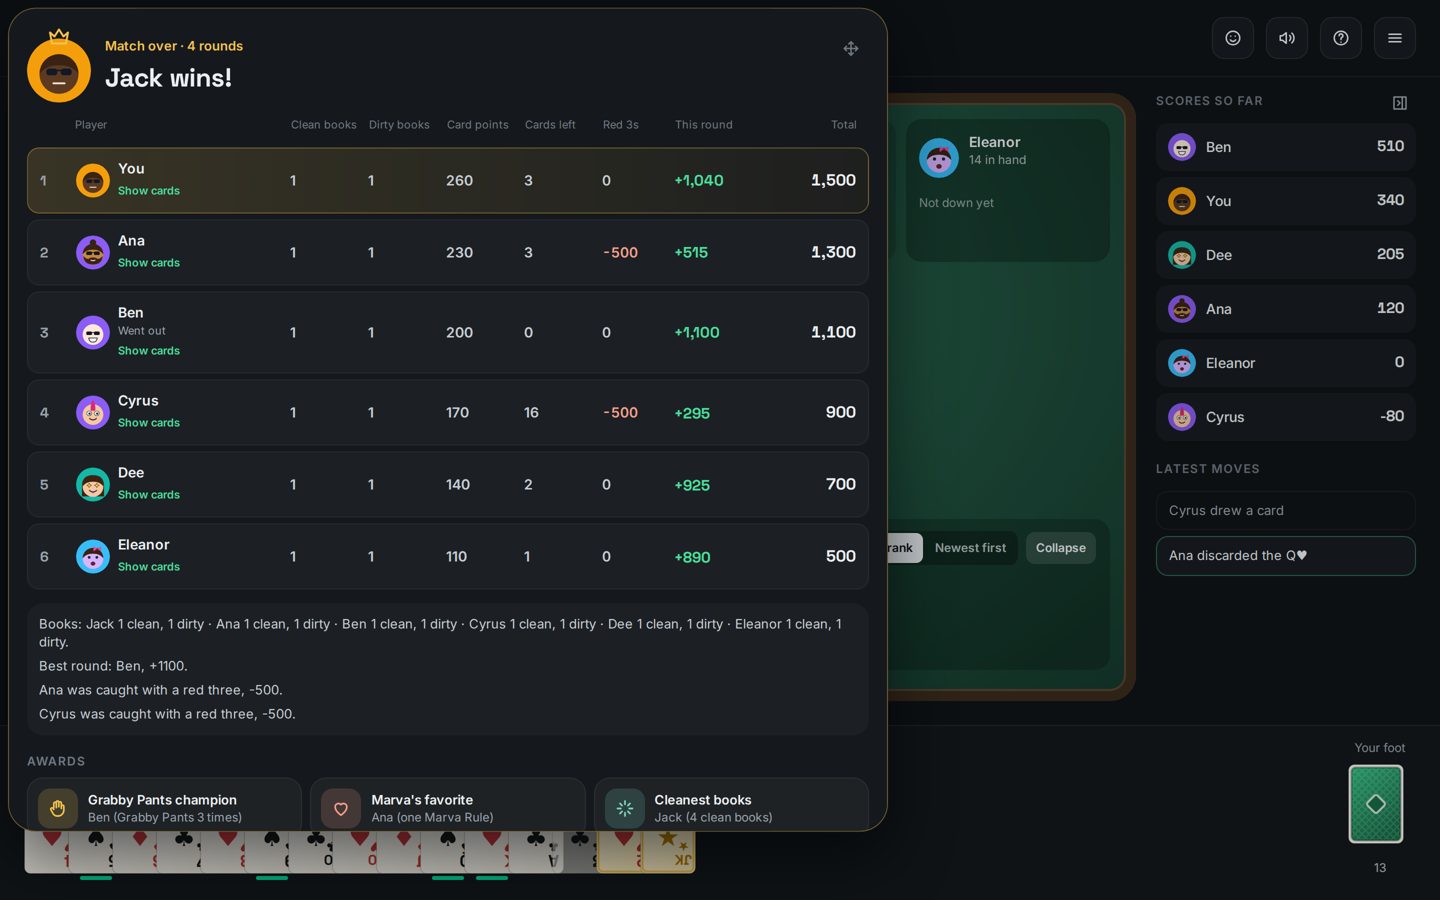 Match over · 4 rounds
Jack wins!
Player Clean books Dirty books Card points Cards left Red 3s This round Total
1 You Show cards 1 1 260 3 0 +1,040 1,500
2 Ana Show cards 1 1 230 3 -500 +515 1,300
3 Ben Went out Show cards 1 1 200 0 0 +1,100 1,100
4 Cyrus Show cards 1 1 170 16 -500 +295 900
5 Dee Show cards 1 1 140 2 0 +925 700
6 Eleanor Show cards 1 1 110 1 0 +890 500
Books: Jack 1 clean, 1 dirty · Ana 1 clean, 1 dirty · Ben 1 clean, 1 dirty · Cyrus 1 clean, 1 dirty · Dee 1 clean, 1 dirty · Eleanor 1 clean, 1
dirty.
Best round: Ben, +1100.
Ana was caught with a red three, -500.
Cyrus was caught with a red three, -500.
AWARDS
Grabby Pants champion
Ben (Grabby Pants 3 times)
Marva's favorite
Ana (one Marva Rule)
Cleanest books
Jack (4 clean books)
Eleanor
14 in hand
Not down yet
rank Newest first Collapse
SCORES SO FAR
Ben 510
You 340
Dee 205
Ana 120
Eleanor 0
Cyrus -80
LATEST MOVES
Cyrus drew a card
Ana discarded the Q♥
Your foot
13